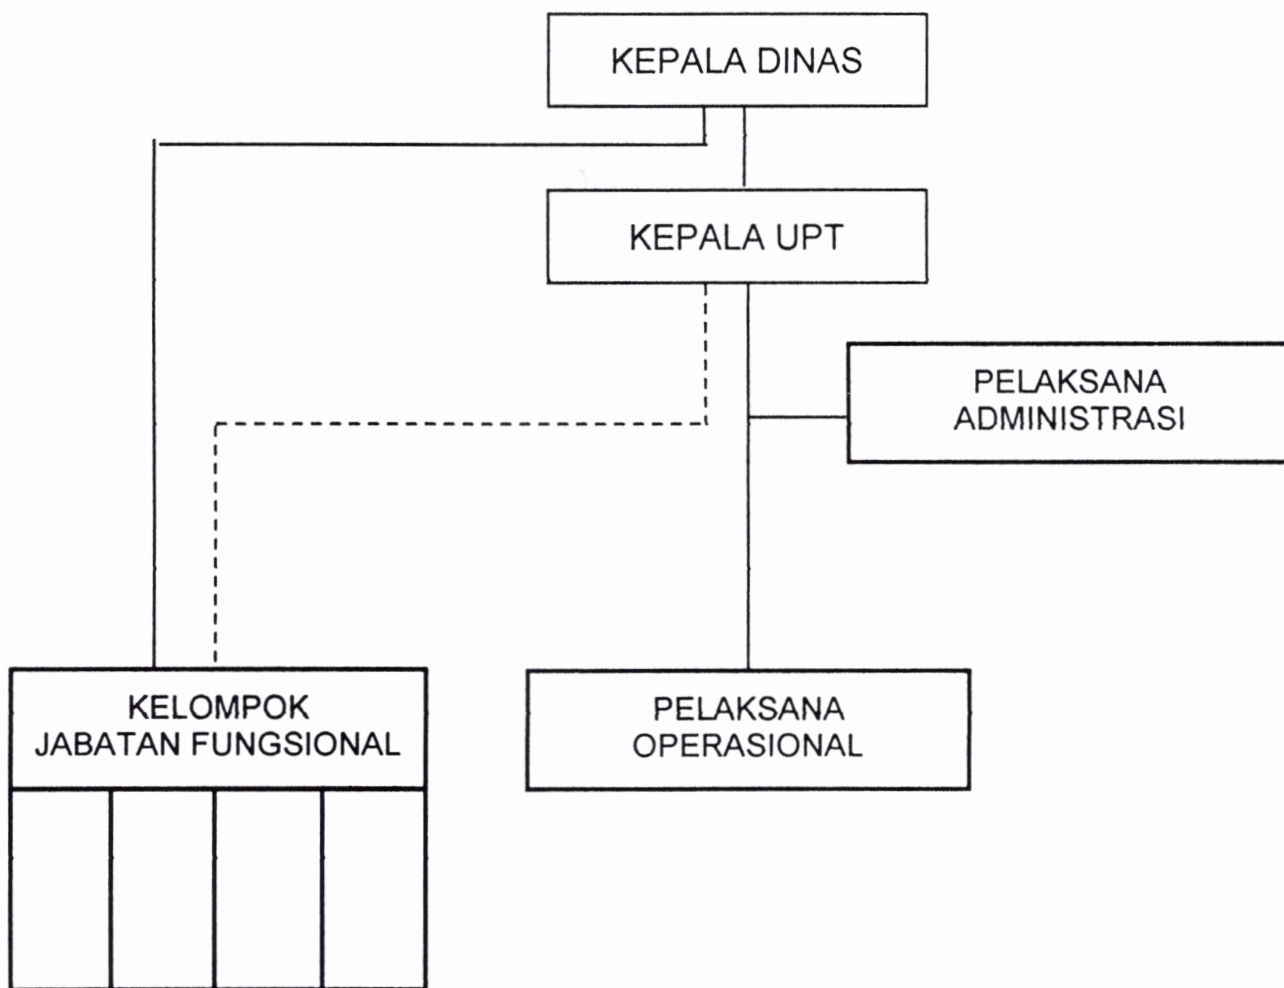 KEPALA DINAS
KEPALA UPT
PELAKSANA
ADMINISTRASI
KELOMPOK
JABATAN FUNGSIONAL
PELAKSANA
OPERASIONAL